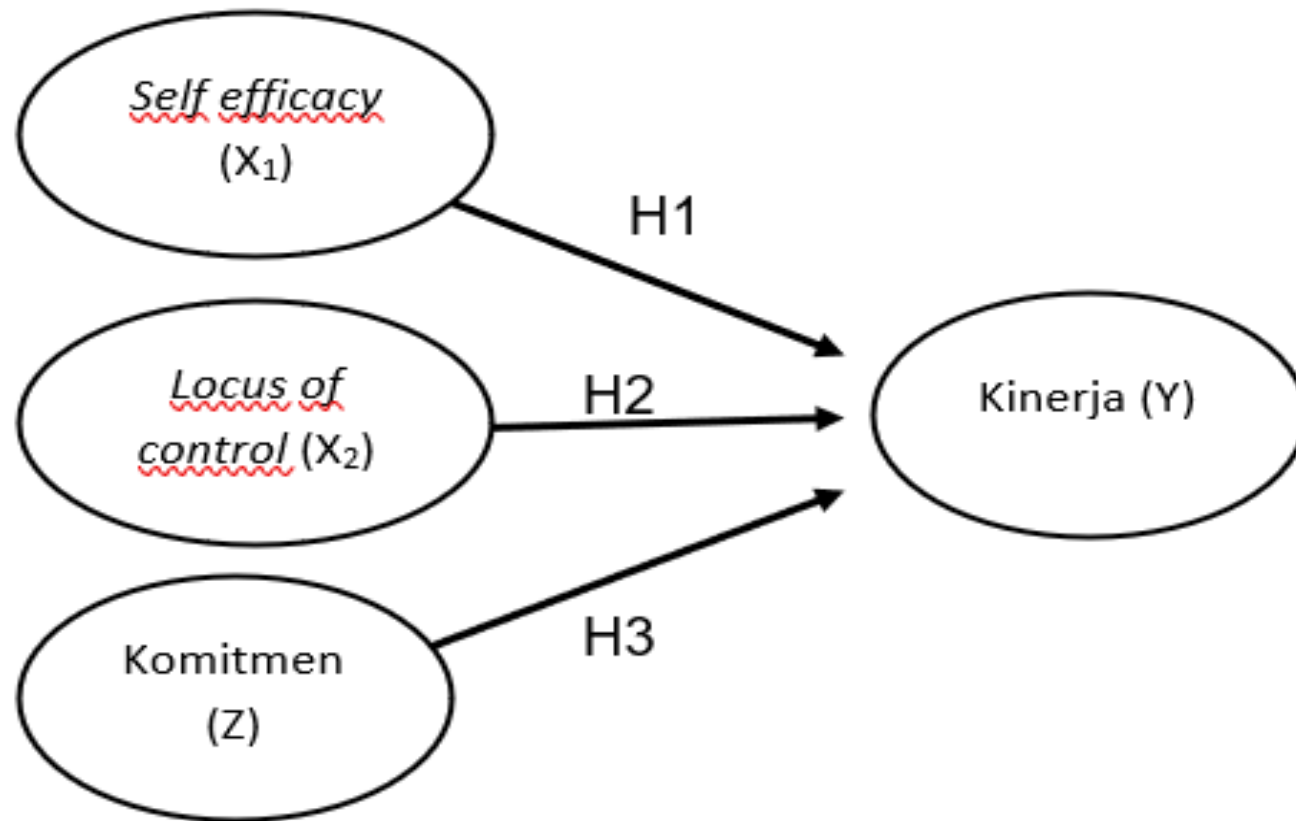 Self efficacy
(X₁)
H1
Locus of
control (X₂)
H2
Kinerja (Y)
Komitmen
(Z)
H3